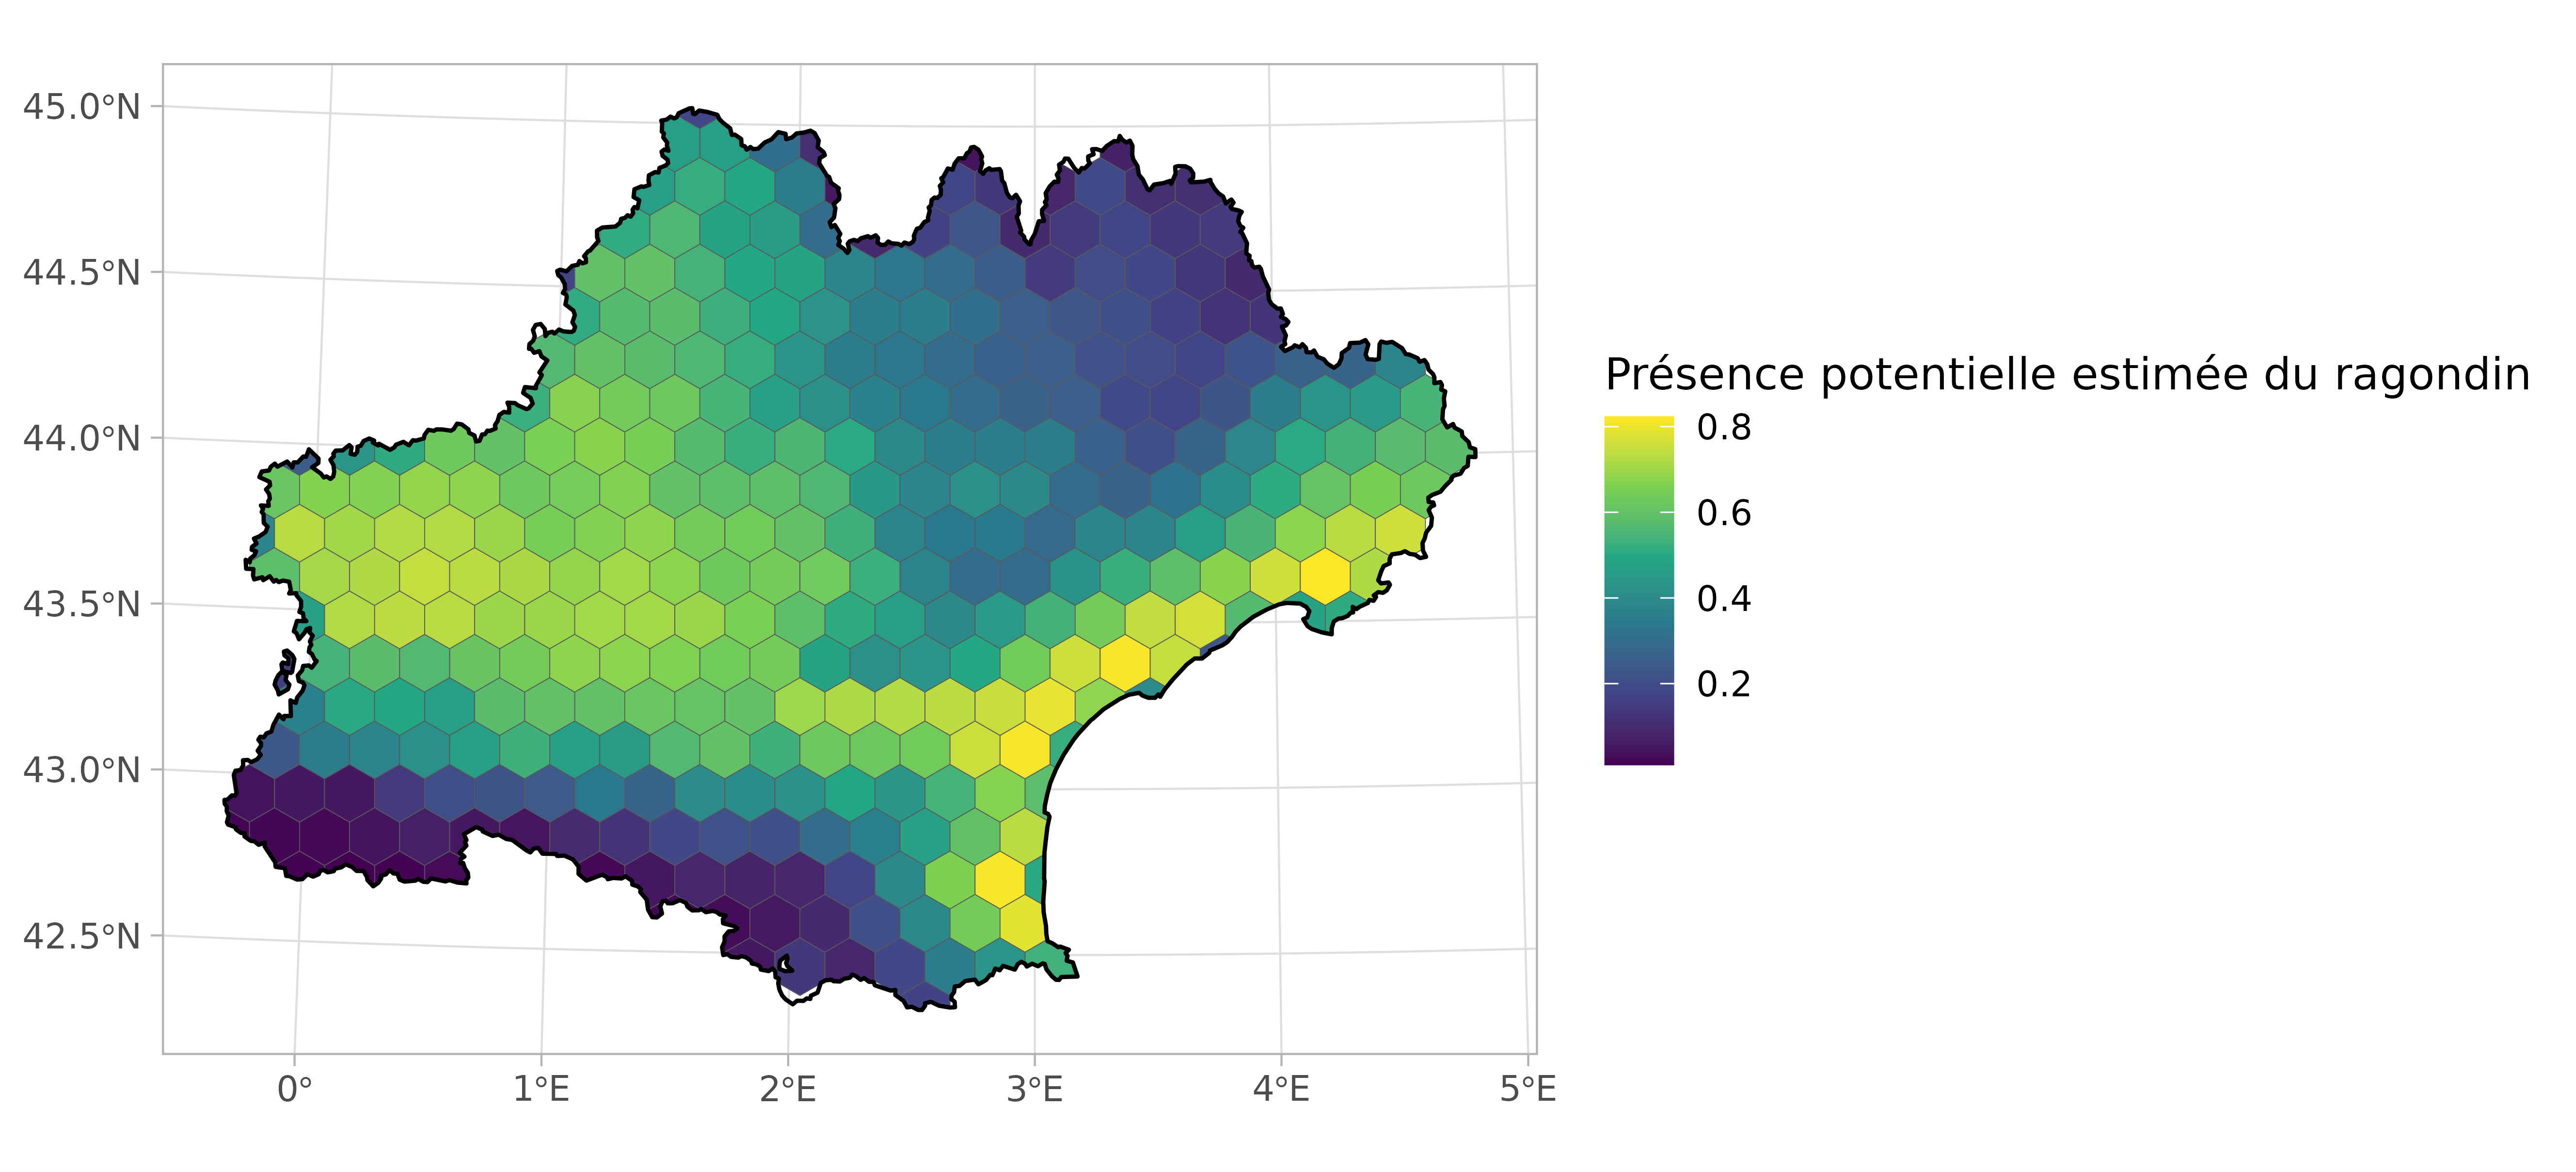 45.0°N
44.5°N
44.0°N
43.5°N
43.0°N
42.5°N
0°
1°E
2°E
3°E
4°E
5°E
Présence potentielle estimée du ragondin
0.8
0.6
0.4
0.2